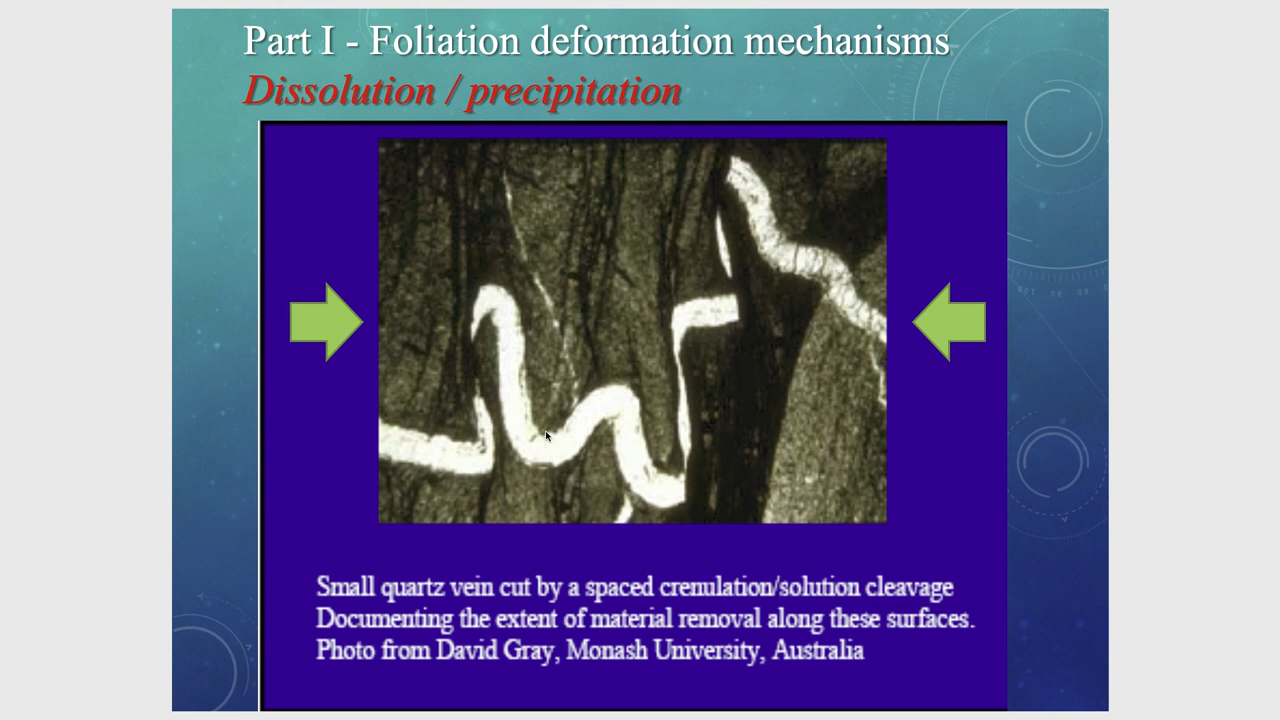 Part I - Foliation deformation mechanisms
Dissolution / precipitation
Small quartz vein cut by a spaced crenulation/solution cleavage
Documenting the extent of material removal along these surfaces.
Photo from David Gray, Monash University, Australia